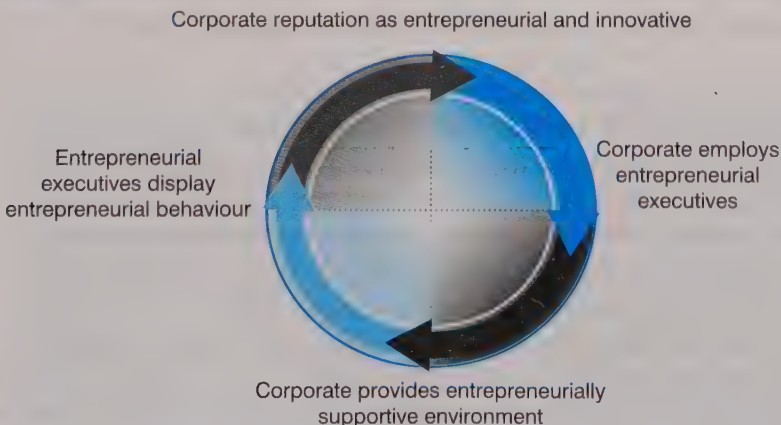 Corporate reputation as entrepreneurial and innovative
Entrepreneurial
executives display
entrepreneurial behaviour
Corporate employs
entrepreneurial
executives
Corporate provides entrepreneurially
supportive environment